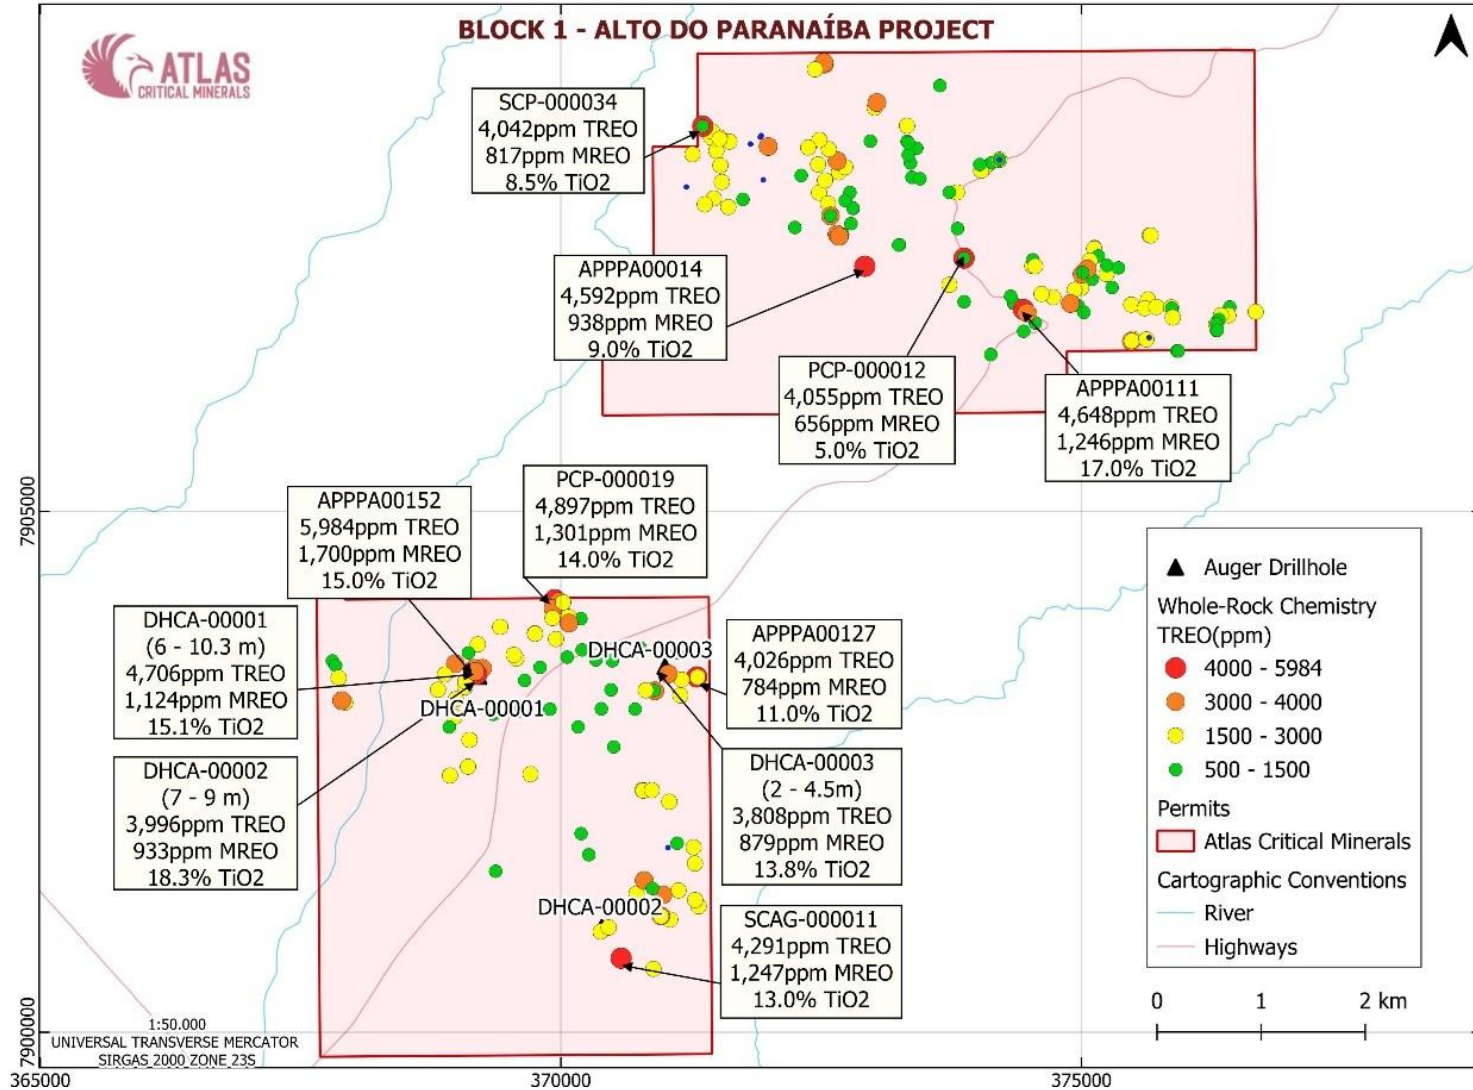 BLOCK 1 - ALTO DO PARANAÍBA PROJECT
ATLAS
CRITICAL MINERALS
SCP-000034
4,042ppm TREO
817ppm MREO
8.5% TiO2
APPPA00014
4,592ppm TREO
938ppm MREO
9.0% TiO2
PCP-000012
4,055ppm TREO
656ppm MREO
5.0% TiO2
APPPA00111
4,648ppm TREO
1,246ppm MREO
17.0% TiO2
PCP-000019
4,897ppm TREO
1,301ppm MREO
14.0% TiO2
APPPA00152
5,984ppm TREO
1,700ppm MREO
15.0% TiO2
DHCA-00001
(6 - 10.3 m)
4,706ppm TREO
1,124ppm MREO
15.1% TiO2
DHCA-00002
(7 - 9 m)
3,996ppm TREO
933ppm MREO
18.3% TiO2
APPPA00127
4,026ppm TREO
784ppm MREO
11.0% TiO2
DHCA-00003
(2 - 4.5m)
3,808ppm TREO
879ppm MREO
13.8% TiO2
SCAG-000011
4,291ppm TREO
1,247ppm MREO
13.0% TiO2
DHCA-00003
DHCA-00001
DHCA-00002
Auger Drillhole
Whole-Rock Chemistry
TREO(ppm)
4000 - 5984
3000 - 4000
1500 - 3000
500 - 1500
Permits
Atlas Critical Minerals
Cartographic Conventions
River
Highways
0 1 2 km
1:50.000
UNIVERSAL TRANSVERSE MERCATOR
SIRGAS 2000 ZONE 23S
7905000
7900000
365000 370000 375000